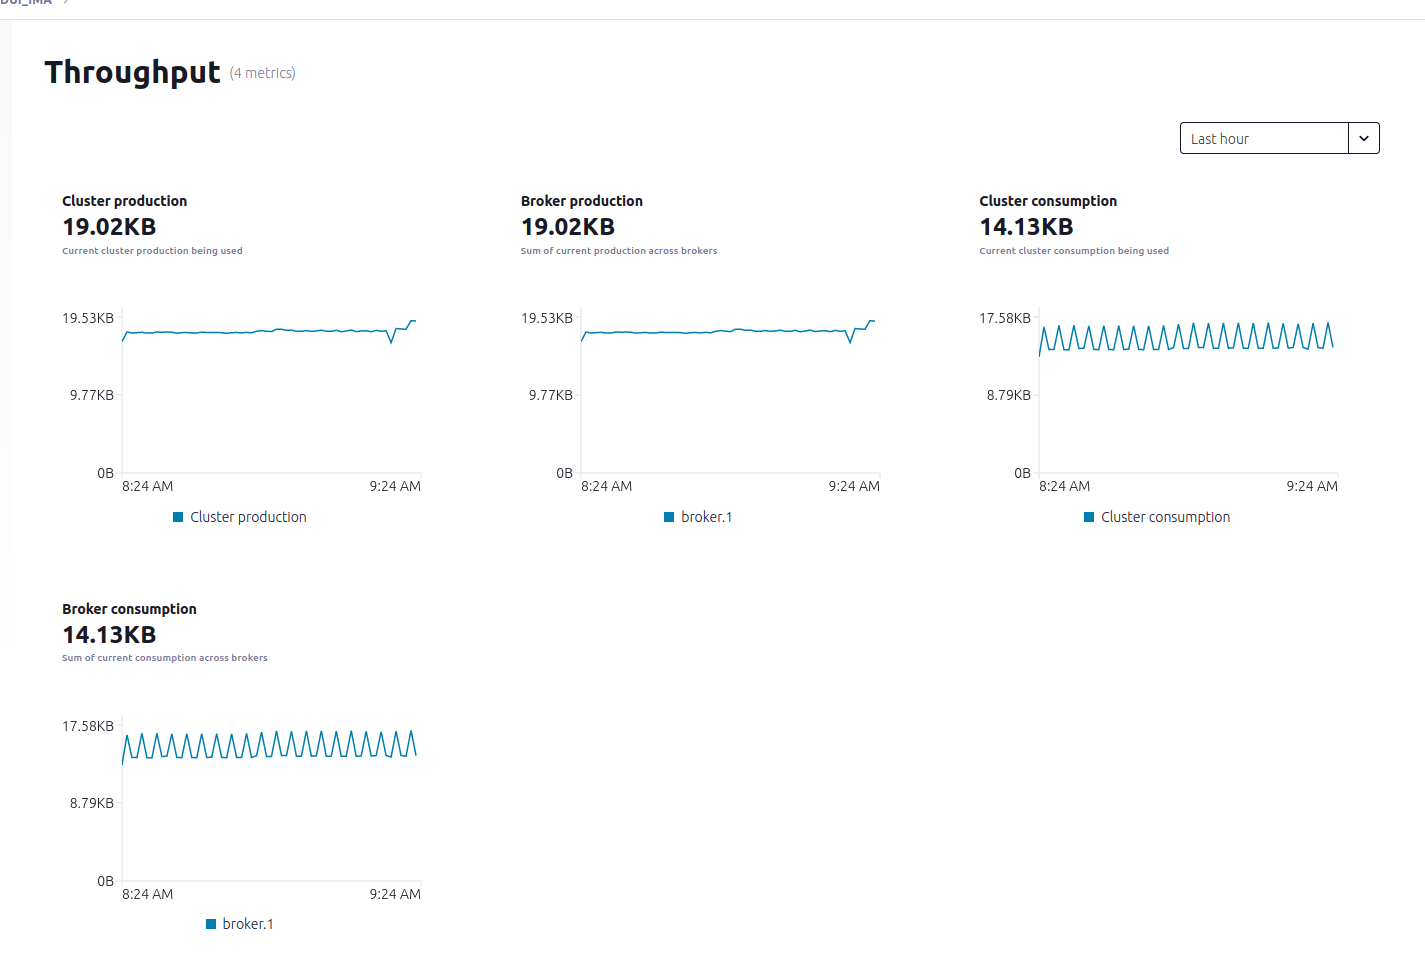 Throughput (4 metrics)
Last hour
Cluster production
19.02KB
Current cluster production being used
19.53KB
9.77KB
0B
8:24 AM 9:24 AM
Cluster production
Broker production
19.02KB
Sum of current production across brokers
19.53KB
9.77KB
0B
8:24 AM 9:24 AM
broker.1
Cluster consumption
14.13KB
Current cluster consumption being used
17.58KB
8.79KB
0B
8:24 AM 9:24 AM
Cluster consumption
Broker consumption
14.13KB
Sum of current consumption across brokers
17.58KB
8.79KB
0B
8:24 AM 9:24 AM
broker.1